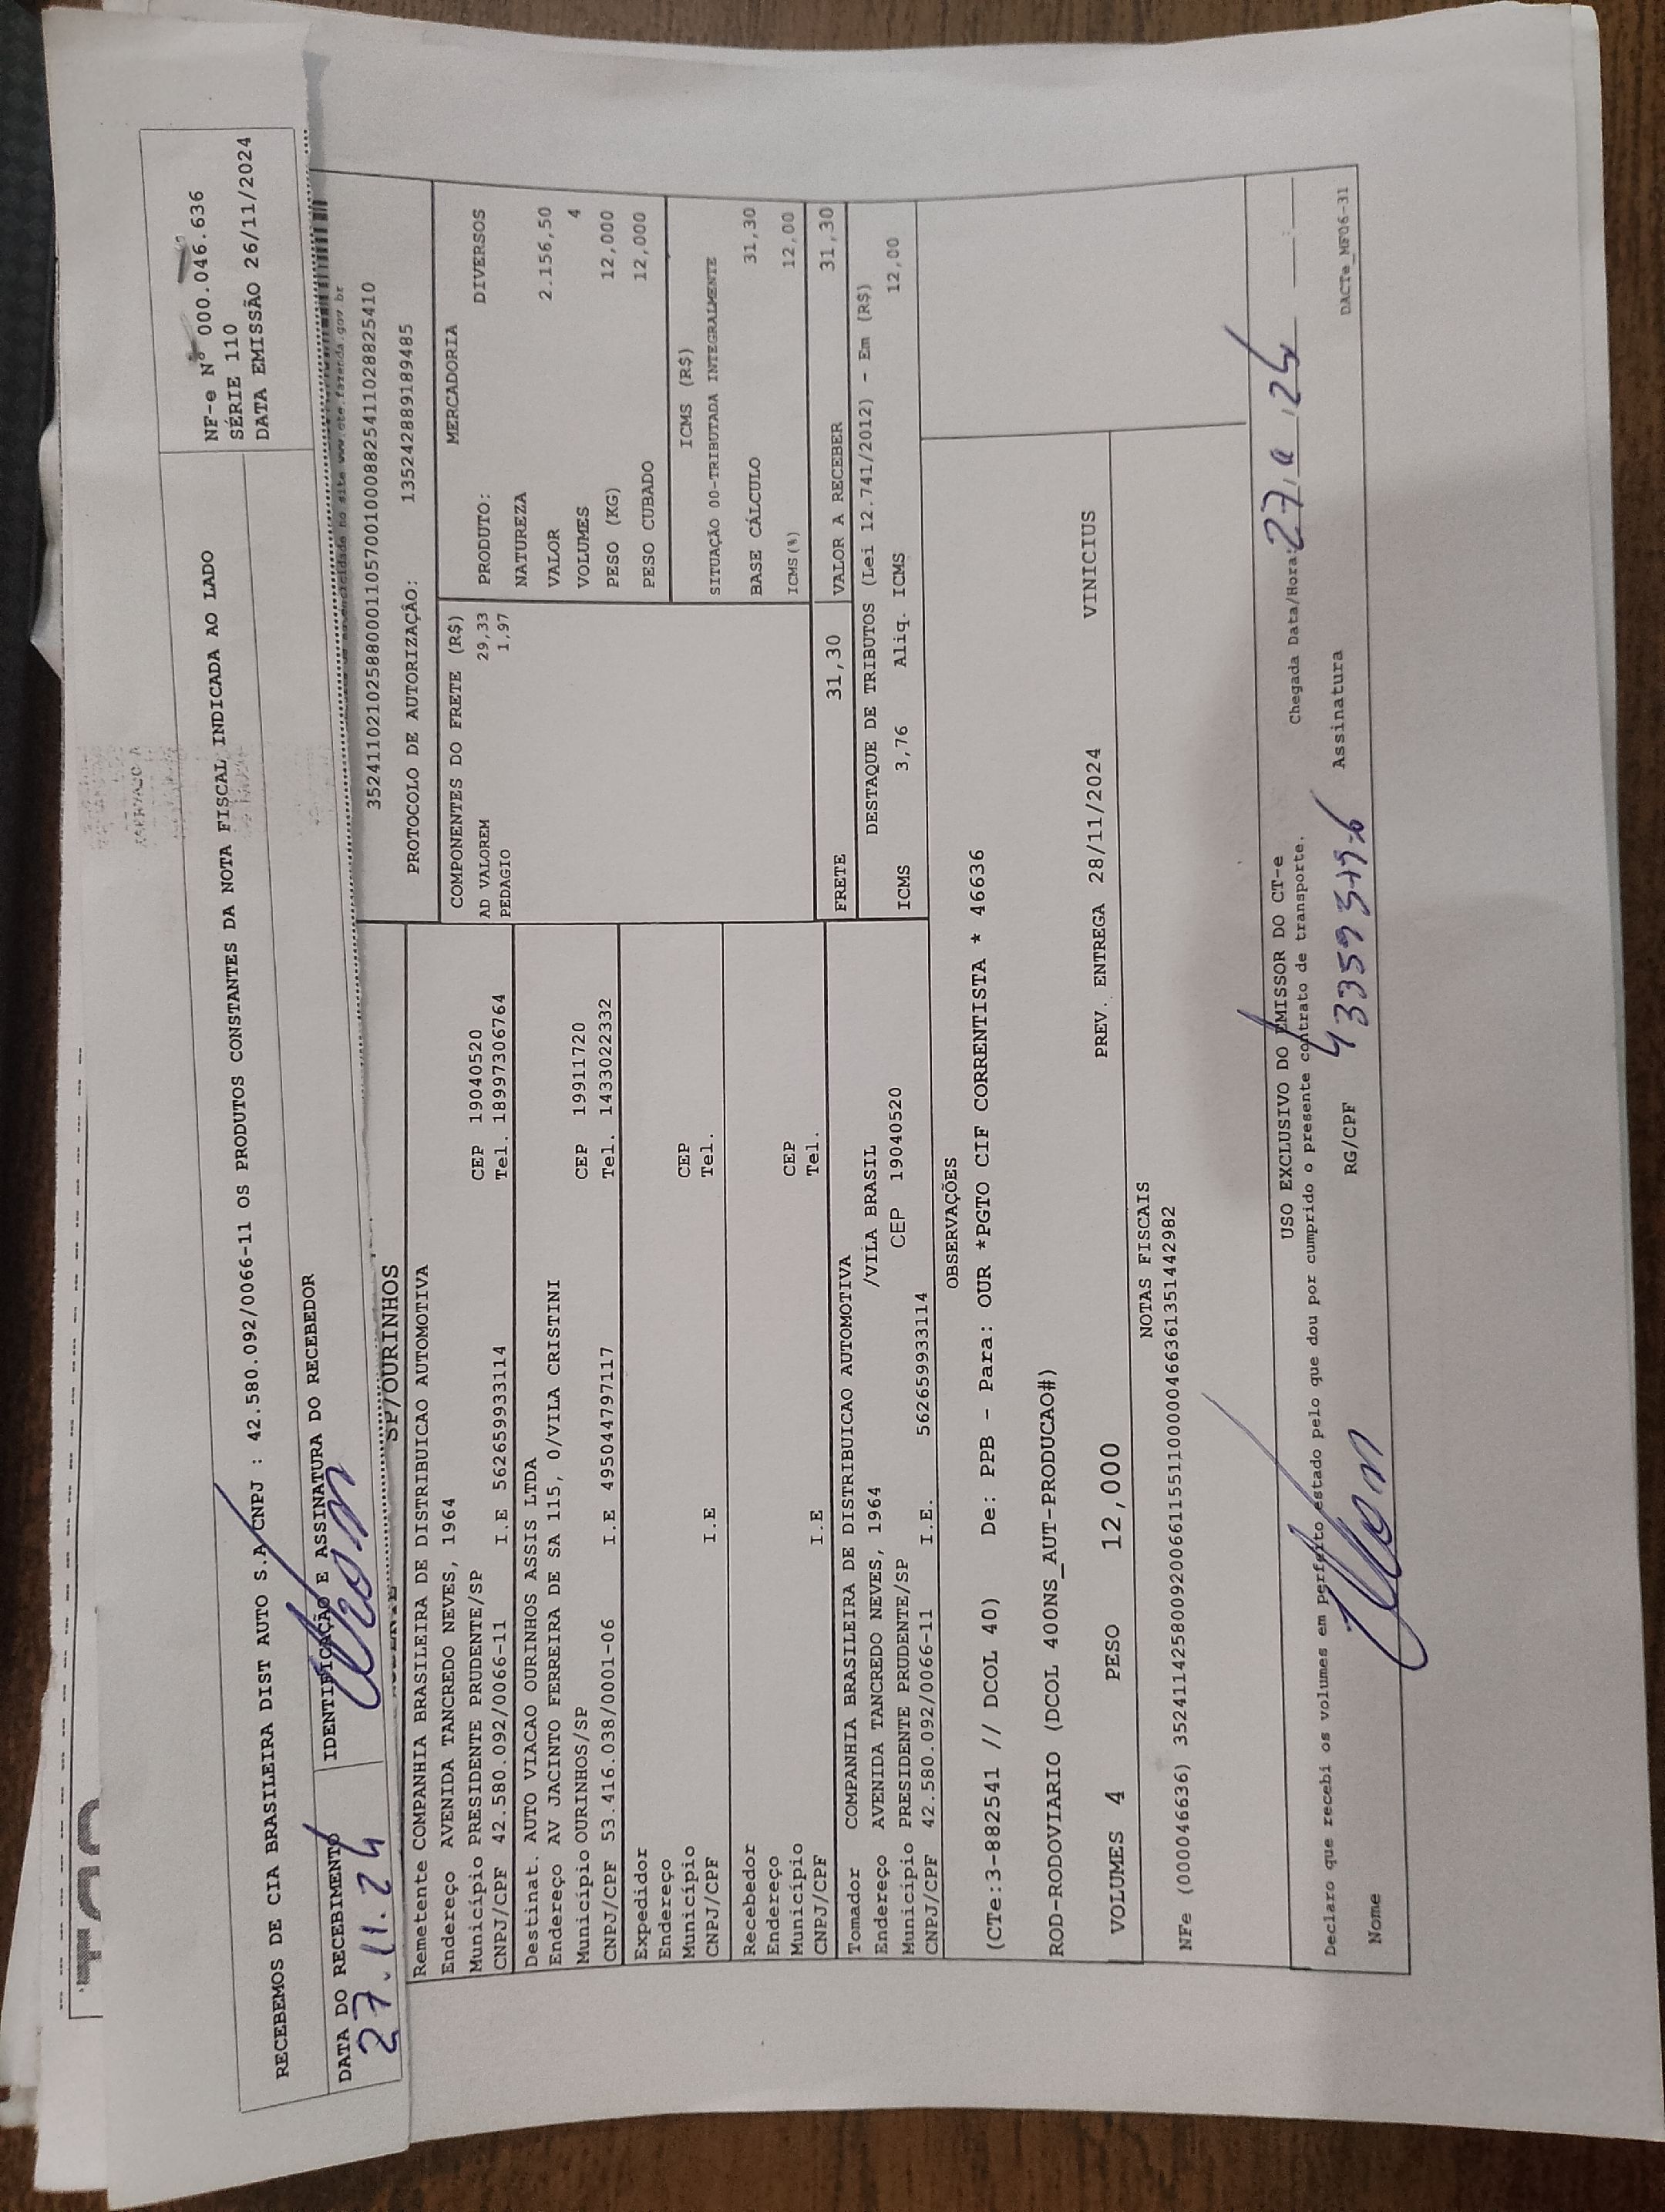 NF-e Nº 000.046.636
SÉRIE 110
DATA EMISSÃO 26/11/2024
RECEBEMOS DE CIA BRASILEIRA DIST AUTO S.A CNPJ : 42.580.092/0066-11 OS PRODUTOS CONSTANTES DA NOTA FISCAL INDICADA AO LADO
DATA DO RECEBIMENTO
IDENTIFICAÇÃO E ASSINATURA DO RECEBEDOR
27.11.24
SP/OURINHOS
35241102102588000110570010008825411028825410
PROTOCOLO DE AUTORIZAÇÃO: 135242889189485
Remetente COMPANHIA BRASILEIRA DE DISTRIBUICAO AUTOMOTIVA
Endereço AVENIDA TANCREDO NEVES, 1964
Município PRESIDENTE PRUDENTE/SP CEP 19040520
CNPJ/CPF 42.580.092/0066-11 I.E 562659933114 Tel. 18997306764
Destinat. AUTO VIACAO OURINHOS ASSIS LTDA
Endereço AV JACINTO FERREIRA DE SA 115, 0/VILA CRISTINI
Município OURINHOS/SP CEP 19911720
CNPJ/CPF 53.416.038/0001-06 I.E 495044797117 Tel. 1433022332
Expedidor
Endereço
Município CEP
CNPJ/CPF I.E Tel.
Recebedor
Endereço
Município CEP
CNPJ/CPF I.E Tel.
Tomador COMPANHIA BRASILEIRA DE DISTRIBUICAO AUTOMOTIVA
Endereço AVENIDA TANCREDO NEVES, 1964 /VILA BRASIL
Município PRESIDENTE PRUDENTE/SP CEP 19040520
CNPJ/CPF 42.580.092/0066-11 I.E. 562659933114
COMPONENTES DO FRETE (R$)
AD VALOREM 29,33
PEDAGIO 1,97
MERCADORIA
PRODUTO: DIVERSOS
NATUREZA
VALOR 2.156,50
VOLUMES 4
PESO (KG) 12,000
PESO CUBADO 12,000
ICMS (R$)
SITUAÇÃO 00-TRIBUTADA INTEGRALMENTE
BASE CÁLCULO 31,30
ICMS(%) 12,00
FRETE 31,30 VALOR A RECEBER 31,30
DESTAQUE DE TRIBUTOS (Lei 12.741/2012) - Em (R$)
ICMS 3,76 Aliq. ICMS 12,00
OBSERVAÇÕES
(CTe:3-882541 // DCOL 40) De: PPB - Para: OUR *PGTO CIF CORRENTISTA * 46636
ROD-RODOVIARIO (DCOL 400NS_AUT-PRODUCAO#)
VOLUMES 4 PESO 12,000 PREV. ENTREGA 28/11/2024 VINICIUS
NOTAS FISCAIS
NFe (000046636) 35241142580092006611551100000466361351442982
USO EXCLUSIVO DO EMISSOR DO CT-e
Declaro que recebi os volumes em perfeito estado pelo que dou por cumprido o presente contrato de transporte.
Chegada Data/Hora:
Nome RG/CPF Assinatura
DACTe_MF06-31